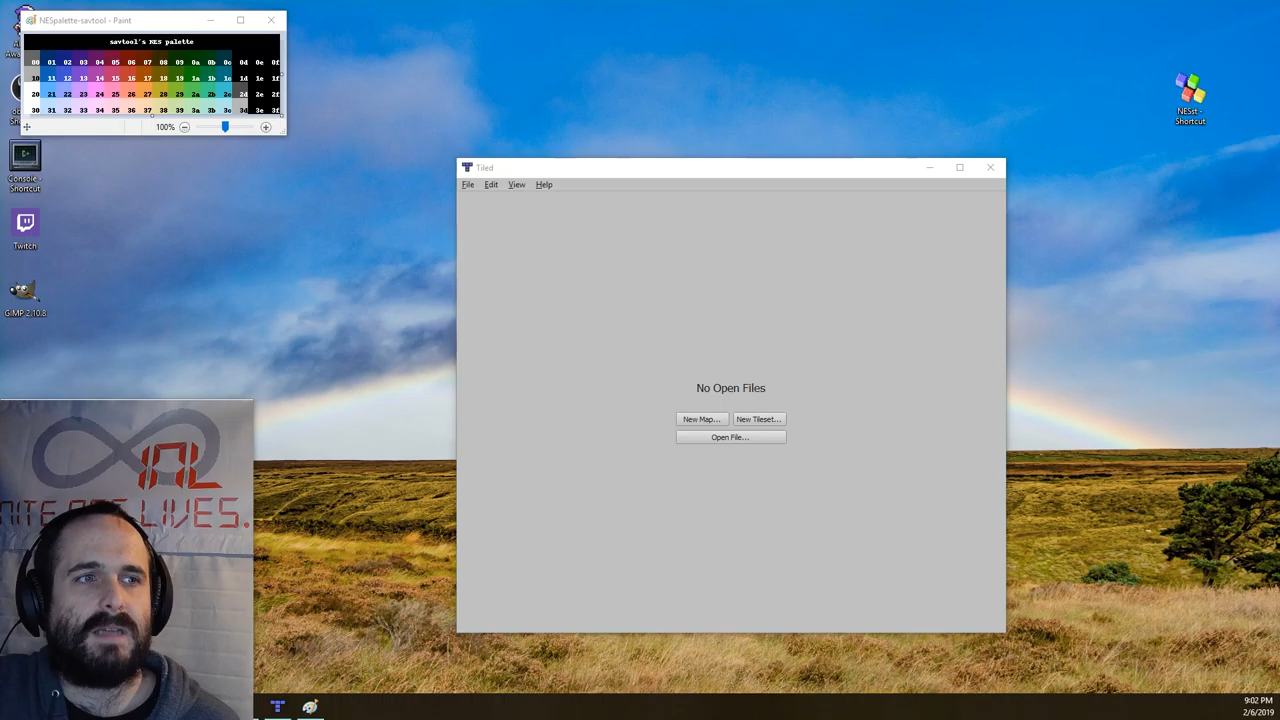 NESpalette-savtool - Paint
savtool's NES palette
00 01 02 03 04 05 06 07 08 09 0a 0b 0c 0d 0e 0f
10 11 12 13 14 15 16 17 18 19 1a 1b 1c 1d 1e 1f
20 21 22 23 24 25 26 27 28 29 2a 2b 2c 2d 2e 2f
30 31 32 33 34 35 36 37 38 39 3a 3b 3c 3d 3e 3f
100%
Console -
Shortcut
Twitch
GIMP 2.10.8
NESst -
Shortcut
Tiled
File Edit View Help
No Open Files
New Map... New Tileset...
Open File...
INL
LIVES.
9:02 PM
2/6/2019